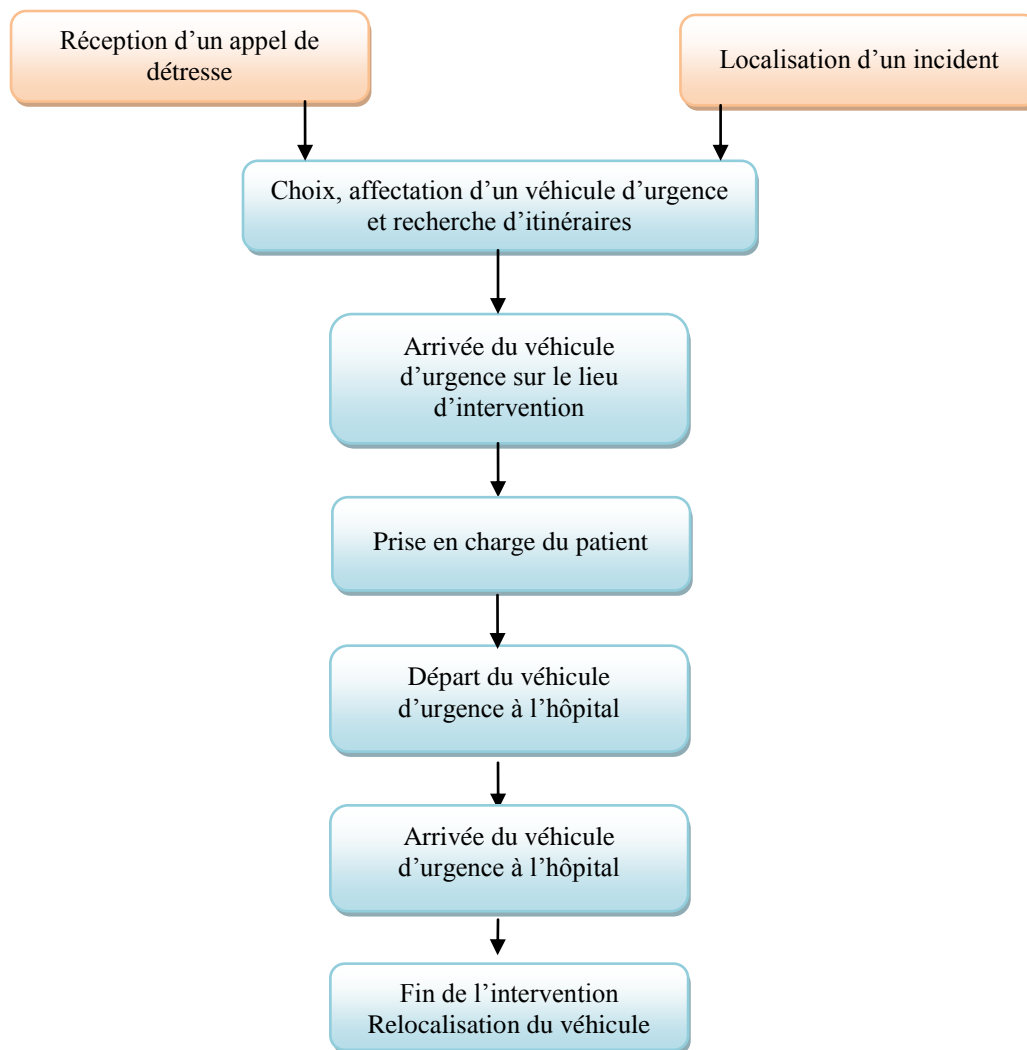 Réception d’un appel de
détresse
Localisation d’un incident
Choix, affectation d’un véhicule d’urgence
et recherche d’itinéraires
Arrivée du véhicule
d’urgence sur le lieu
d’intervention
Prise en charge du patient
Départ du véhicule
d’urgence à l’hôpital
Arrivée du véhicule
d’urgence à l’hôpital
Fin de l’intervention
Relocalisation du véhicule